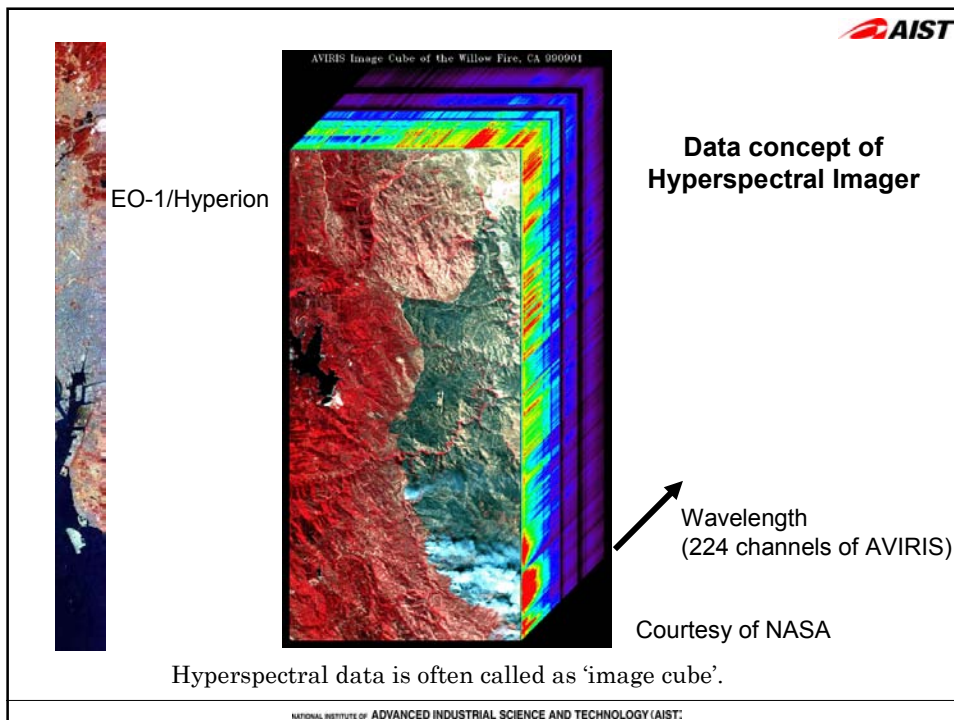 AIST
AVIRIS Image Cube of the Willow Fire, CA 990901
Data concept of
Hyperspectral Imager
EO-1/Hyperion
Wavelength
(224 channels of AVIRIS)
Courtesy of NASA
Hyperspectral data is often called as ‘image cube’.
NATIONAL INSTITUTE OF ADVANCED INDUSTRIAL SCIENCE AND TECHNOLOGY (AIST)